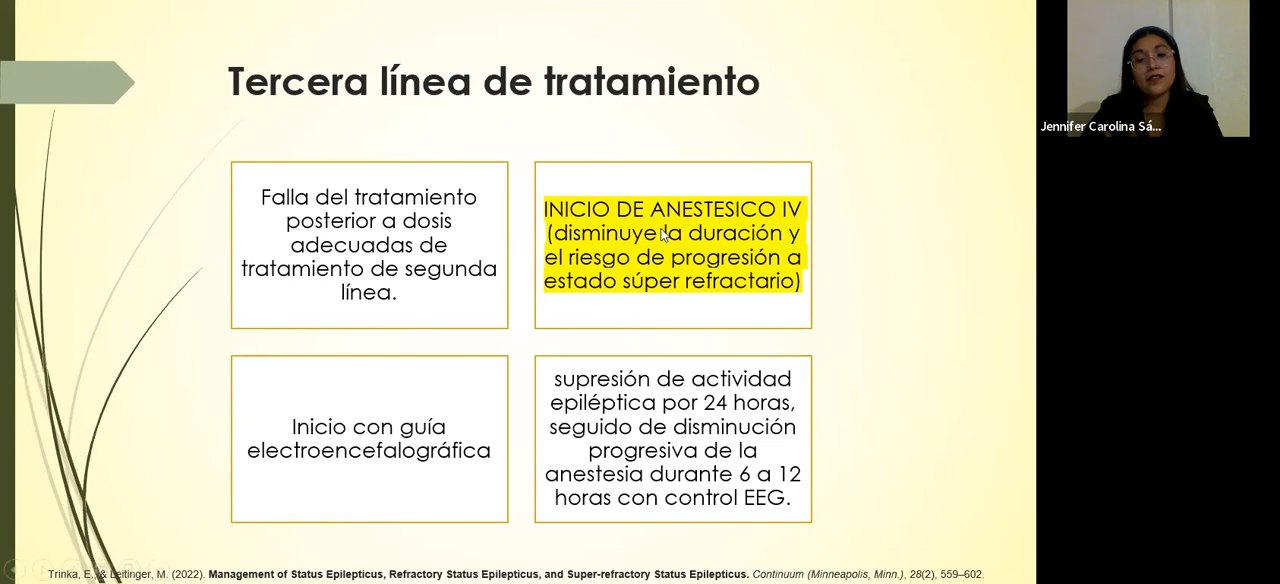 Tercera línea de tratamiento
Falla del tratamiento
posterior a dosis
adecuadas de
tratamiento de segunda
línea.
INICIO DE ANESTESICO IV
(disminuye la duración y
el riesgo de progresión a
estado súper refractario)
Inicio con guía
electroencefalográfica
supresión de actividad
epiléptica por 24 horas,
seguido de disminución
progresiva de la
anestesia durante 6 a 12
horas con control EEG.
Trinka, E., & Leitinger, M. (2022). Management of Status Epilepticus, Refractory Status Epilepticus, and Super-refractory Status Epilepticus. Continuum (Minneapolis, Minn.), 28(2), 559–602.
Jennifer Carolina Sá...